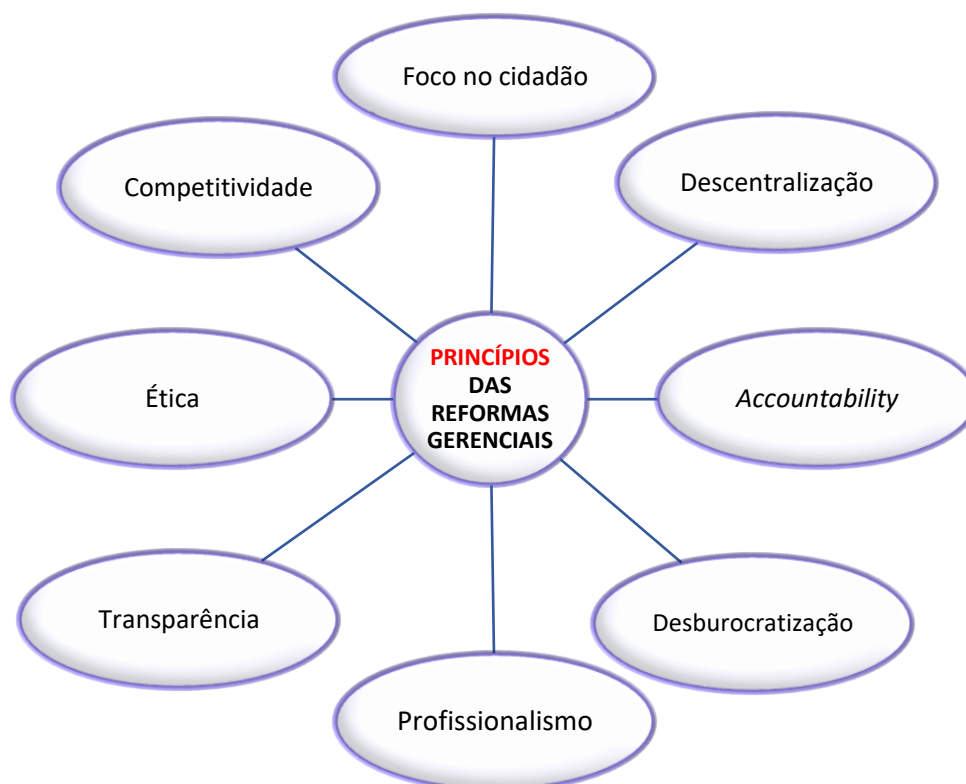 Foco no cidadão
Competitividade
Descentralização
PRINCÍPIOS
DAS
REFORMAS
GERENCIAIS
Ética
Accountability
Transparência
Desburocratização
Profissionalismo